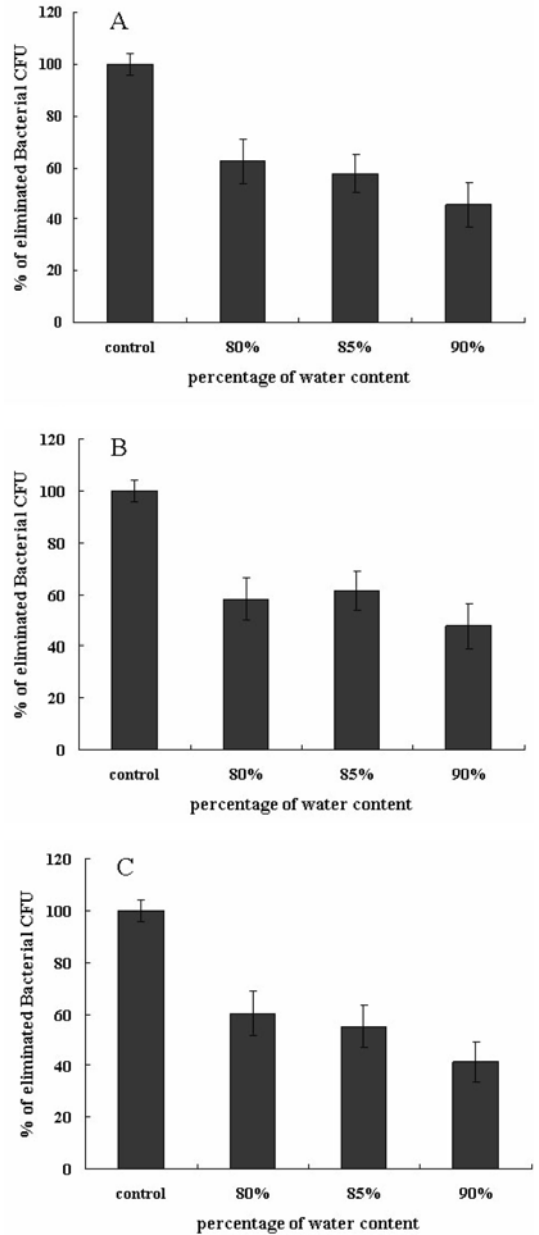 A
% of eliminated Bacterial CFU
120
100
80
60
40
20
0
control 80% 85% 90%
percentage of water content
B
% of eliminated Bacterial CFU
120
100
80
60
40
20
0
control 80% 85% 90%
percentage of water content
C
% of eliminated Bacterial CFU
120
100
80
60
40
20
0
control 80% 85% 90%
percentage of water content